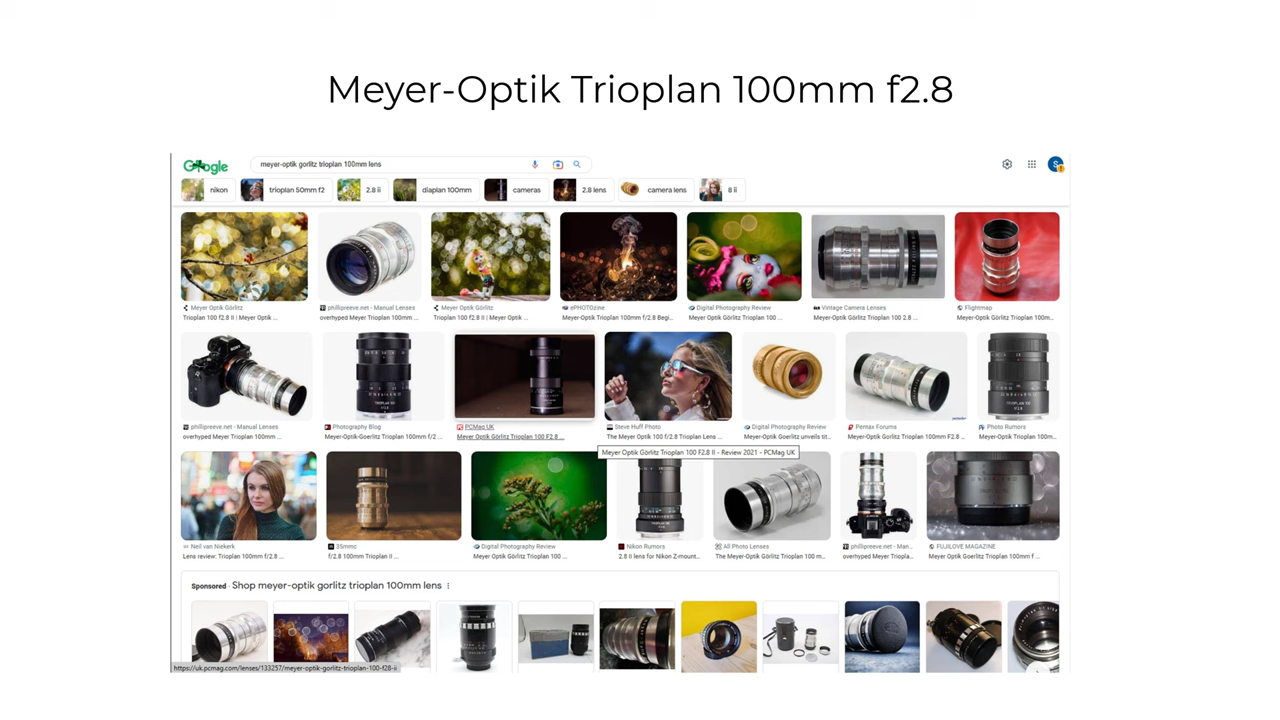 Meyer-Optik Trioplan 100mm f2.8
Google
meyer-optik gorlitz trioplan 100mm lens
S
nikon
trioplan 50mm f2
2.8 ii
diaplan 100mm
cameras
2.8 lens
camera lens
8 ii
Meyer Optik Görlitz
Trioplan 100 f2.8 II | Meyer Optik ...
phillipreeve.net - Manual Lenses
overhyped Meyer Trioplan 100mm ...
Meyer Optik Görlitz
Trioplan 100 f2.8 II | Meyer Optik ...
ePHOTOzine
Meyer-Optik Gorlitz Trioplan 100mm f/2.8 Begi...
Digital Photography Review
Meyer Optik Görlitz Trioplan 100 ...
Vintage Camera Lenses
Meyer-Optik Görlitz Trioplan 100 2.8 ...
Flightmap
Meyer-Optik Görlitz Trioplan 100m...
phillipreeve.net - Manual Lenses
overhyped Meyer Trioplan 100mm ...
Photography Blog
Meyer-Optik-Goerlitz Trioplan 100mm f/2 ...
PCMag UK
Meyer Optik Görlitz Trioplan 100 F2.8 ...
Steve Huff Photo
The Meyer Optik 100 f/2.8 Trioplan Lens ...
Digital Photography Review
Meyer-Optik Goerlitz unveils tit...
Pentax Forums
Meyer-Optik Gorlitz Trioplan 100mm F2.8 ...
Photo Rumors
Meyer-Optik Trioplan 100m...
Meyer Optik Görlitz Trioplan 100 F2.8 II - Review 2021 - PCMag UK
Neil van Niekerk
Lens review: Trioplan 100mm f/2.8 ...
35mmc
f/2.8 100mm Trioplan II ...
Digital Photography Review
Meyer Optik Görlitz Trioplan 100 ...
Nikon Rumors
2.8 II lens for Nikon Z-mount...
All Photo Lenses
The Meyer Optik Görlitz Trioplan 100 m...
phillipreeve.net - Man...
overhyped Meyer Triopla...
FUJILOVE MAGAZINE
Meyer Optik Goerlitz Trioplan 100mm f ...
Sponsored · Shop meyer-optik gorlitz trioplan 100mm lens
https://uk.pcmag.com/lenses/133257/meyer-optik-gorlitz-trioplan-100-f28-ii